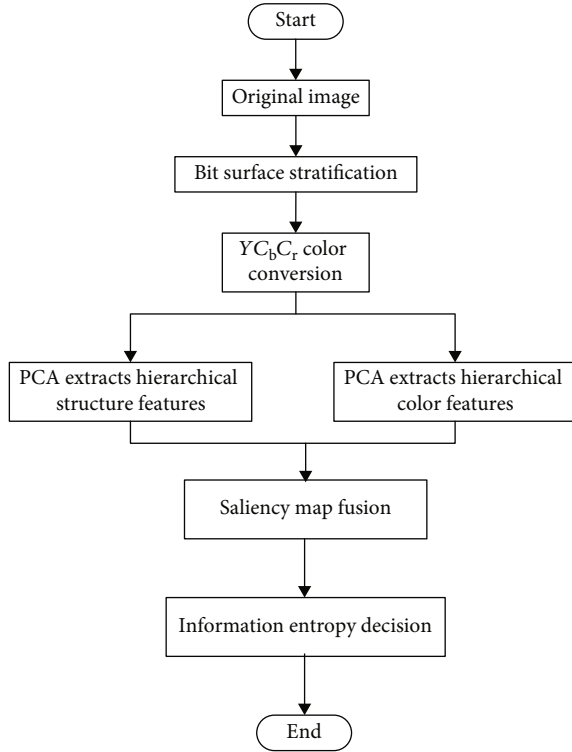 Start
Original image
Bit surface stratification
YC_bC_r color
conversion
PCA extracts hierarchical
structure features
PCA extracts hierarchical
color features
Saliency map fusion
Information entropy decision
End